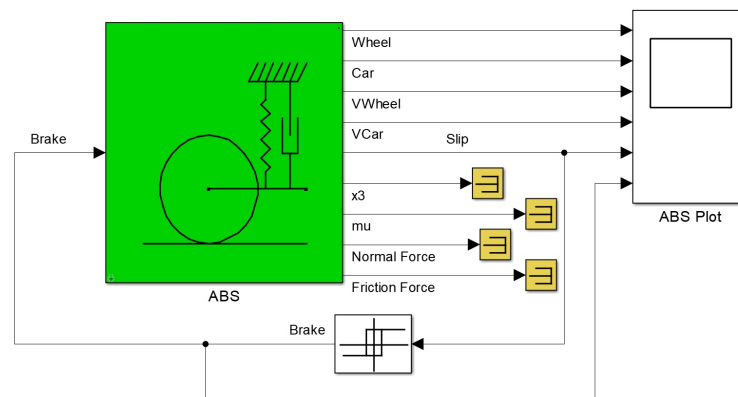 Wheel
Car
VWheel
VCar
Brake
Slip
x3
mu
Normal Force
Friction Force
ABS
ABS Plot
Brake